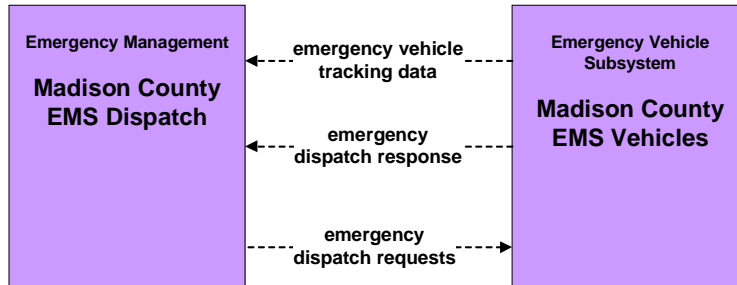 Emergency Management
Madison County
EMS Dispatch
emergency vehicle
tracking data
emergency
dispatch response
emergency
dispatch requests
Emergency Vehicle
Subsystem
Madison County
EMS Vehicles